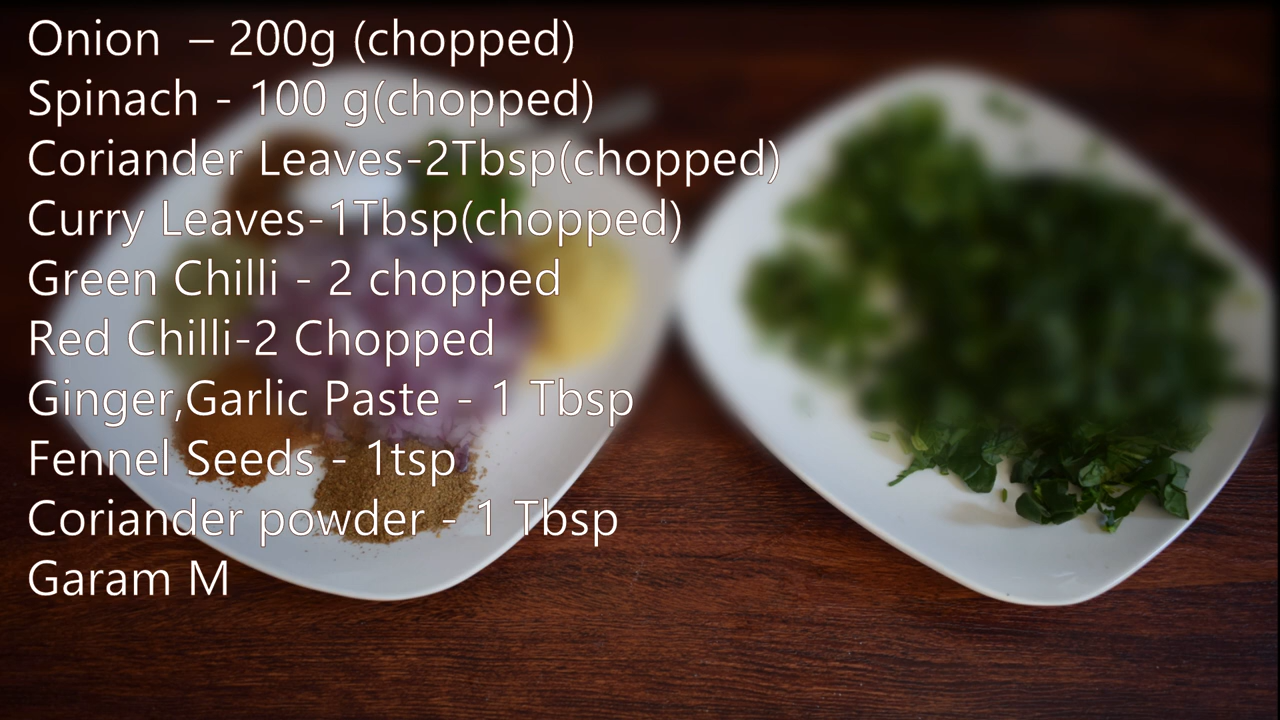 Onion  – 200g (chopped)
Spinach - 100 g(chopped)
Coriander Leaves-2Tbsp(chopped)
Curry Leaves-1Tbsp(chopped)
Green Chilli - 2 chopped
Red Chilli-2 Chopped
Ginger,Garlic Paste - 1 Tbsp
Fennel Seeds - 1tsp
Coriander powder - 1 Tbsp
Garam M